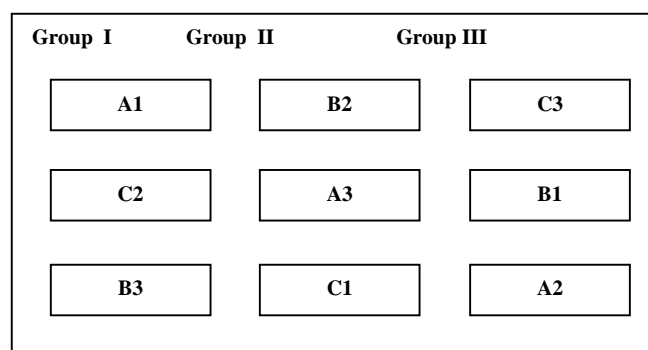 Group I Group II Group III
A1 B2 C3
C2 A3 B1
B3 C1 A2